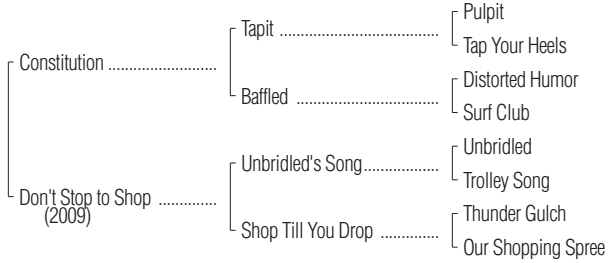 Pulpit
Tapit ..............................
Tap Your Heels
Constitution ..........................
Distorted Humor
Baffled ..................................
Surf Club
Unbridled
Unbridled's Song..................
Trolley Song
Don't Stop to Shop ..............
(2009)
Thunder Gulch
Shop Till You Drop ..............
Our Shopping Spree